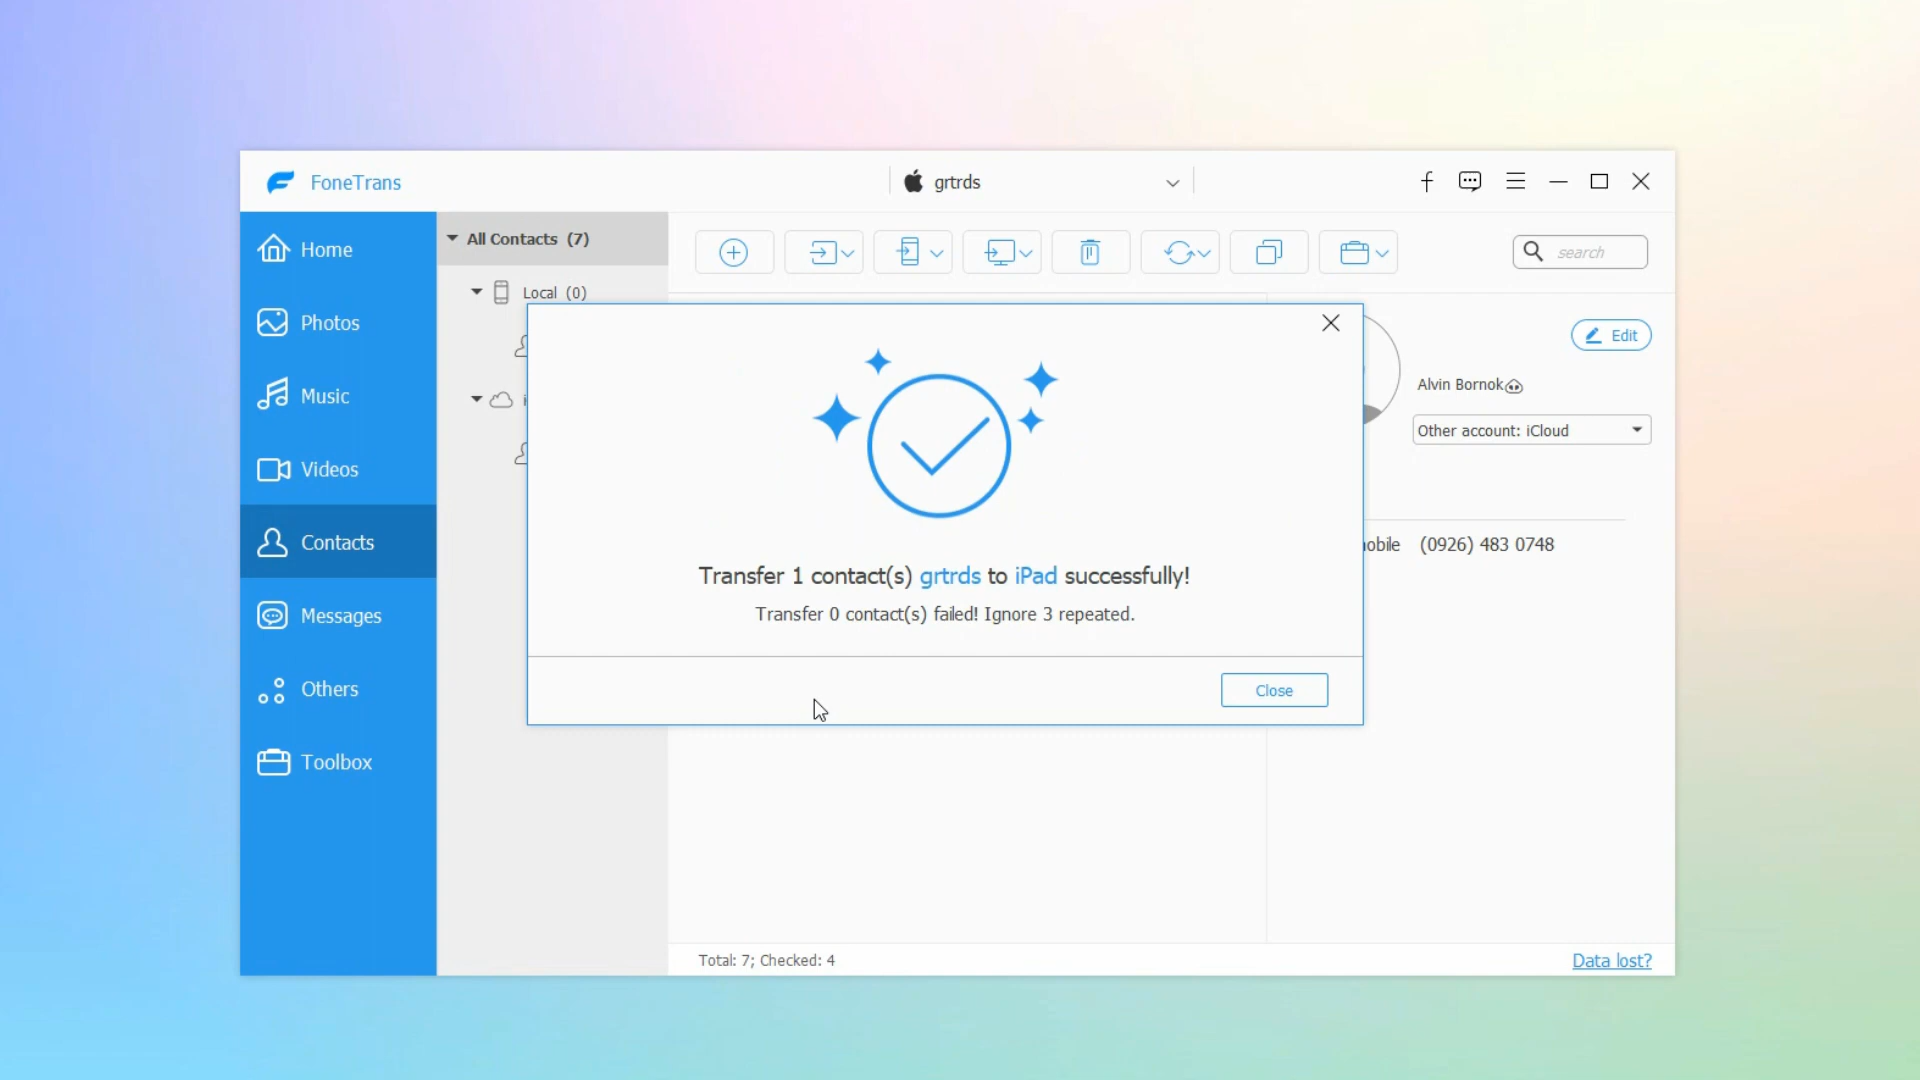 FoneTrans
grtrds
Home
Photos
Music
Videos
Contacts
Messages
Others
Toolbox
All Contacts (7)
Local (0)
search
Edit
Alvin Bornok
Other account: iCloud
(0926) 483 0748
Transfer 1 contact(s) grtrds to iPad successfully!
Transfer 0 contact(s) failed! Ignore 3 repeated.
Close
Total: 7; Checked: 4
Data lost?